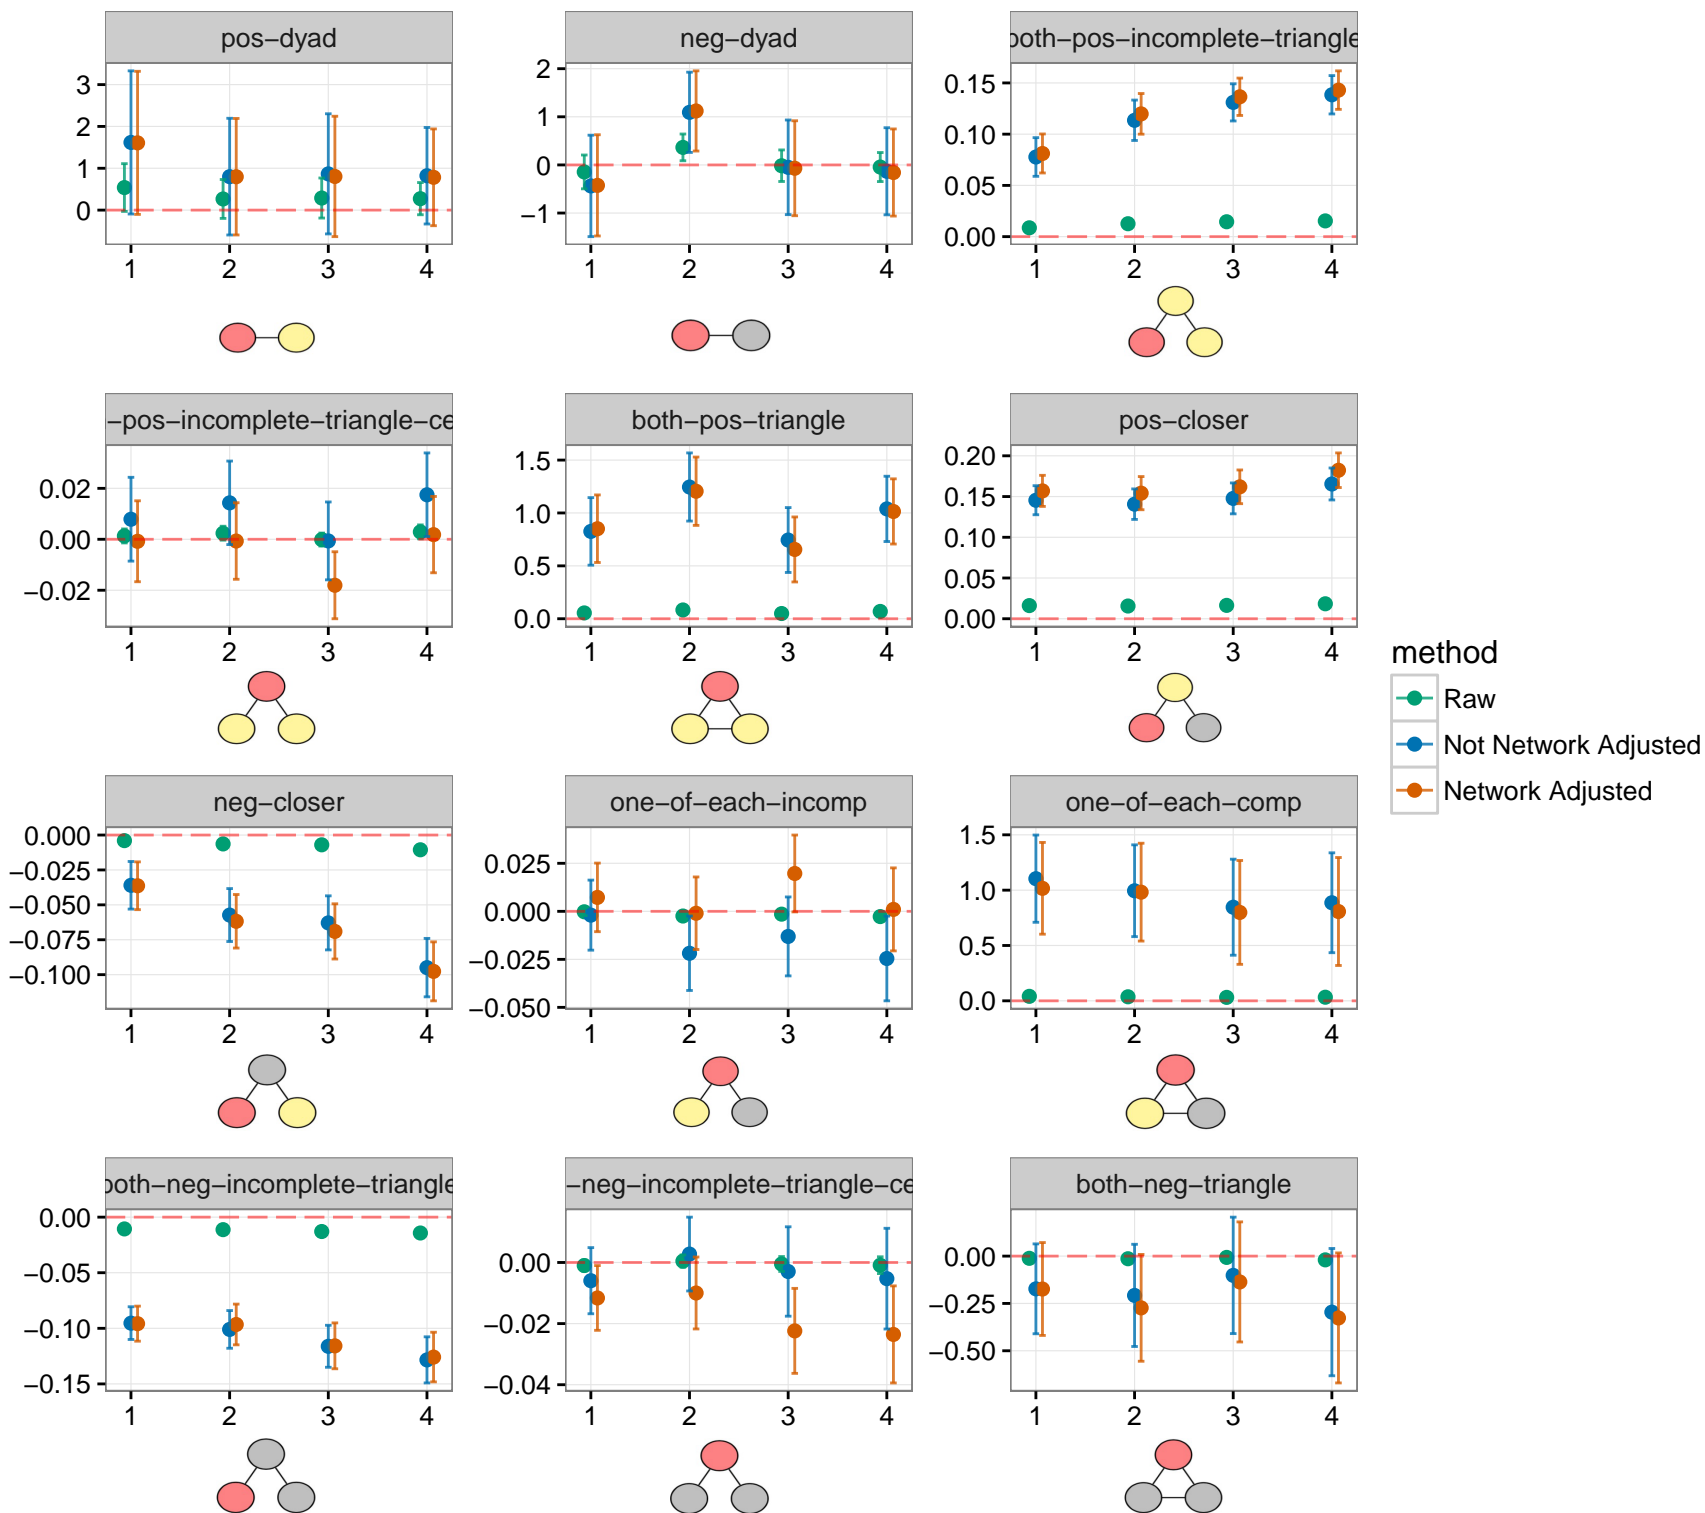 pos−dyad
neg−dyad
both−pos−incomplete−triangle
3
2
1
0
2
1
0
−1
0.15
0.10
0.05
0.00
1 2 3 4
1 2 3 4
1 2 3 4
−pos−incomplete−triangle−ce
both−pos−triangle
pos−closer
0.02
0.00
−0.02
1.5
1.0
0.5
0.0
0.20
0.15
0.10
0.05
0.00
1 2 3 4
1 2 3 4
1 2 3 4
method
Raw
Not Network Adjusted
Network Adjusted
neg−closer
one−of−each−incomp
one−of−each−comp
0.000
−0.025
−0.050
−0.075
−0.100
0.025
0.000
−0.025
−0.050
1.5
1.0
0.5
0.0
1 2 3 4
1 2 3 4
1 2 3 4
both−neg−incomplete−triangle
−neg−incomplete−triangle−ce
both−neg−triangle
0.00
−0.05
−0.10
−0.15
0.00
−0.02
−0.04
0.00
−0.25
−0.50
1 2 3 4
1 2 3 4
1 2 3 4